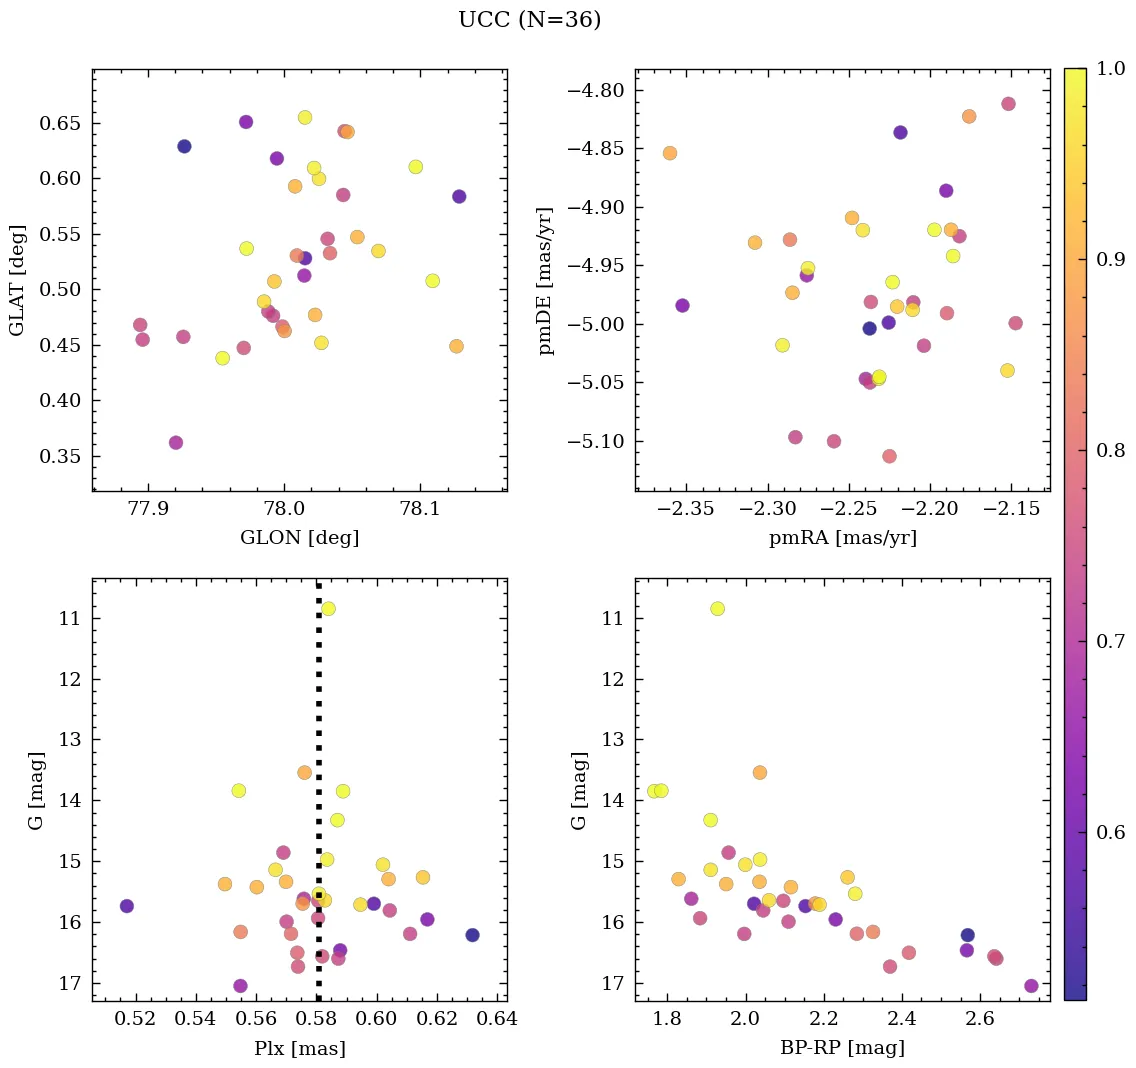 UCC (N=36)
0.65
0.60
0.55
0.50
0.45
0.40
0.35
GLAT [deg]
77.9 78.0 78.1
GLON [deg]
−4.80
−4.85
−4.90
−4.95
−5.00
−5.05
−5.10
pmDE [mas/yr]
−2.35 −2.30 −2.25 −2.20 −2.15
pmRA [mas/yr]
1.0
0.9
0.8
0.7
0.6
11
12
13
14
15
16
17
G [mag]
0.52 0.54 0.56 0.58 0.60 0.62 0.64
Plx [mas]
11
12
13
14
15
16
17
G [mag]
1.8 2.0 2.2 2.4 2.6
BP-RP [mag]